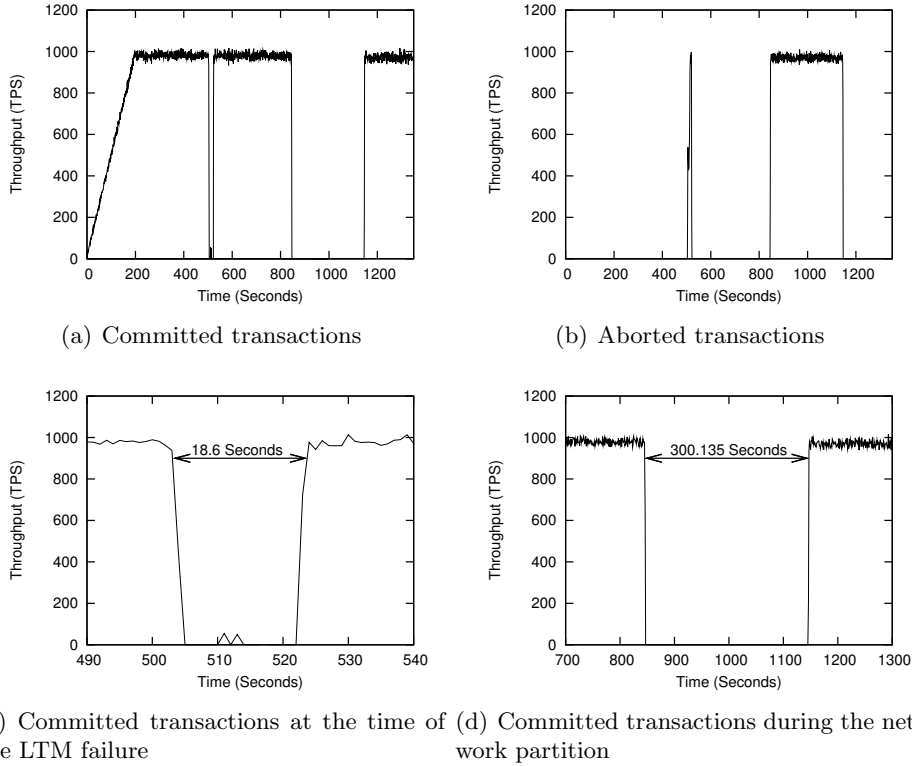 1200
1000
800
600
400
200
0
Throughput (TPS)
0 200 400 600 800 1000 1200
Time (Seconds)
(a) Committed transactions
1200
1000
800
600
400
200
0
Throughput (TPS)
0 200 400 600 800 1000 1200
Time (Seconds)
(b) Aborted transactions
1200
1000
800
600
400
200
0
Throughput (TPS)
18.6 Seconds
490 500 510 520 530 540
Time (Seconds)
) Committed transactions at the time of
e LTM failure
1200
1000
800
600
400
200
0
Throughput (TPS)
300.135 Seconds
700 800 900 1000 1100 1200 1300
Time (Seconds)
(d) Committed transactions during the net
work partition